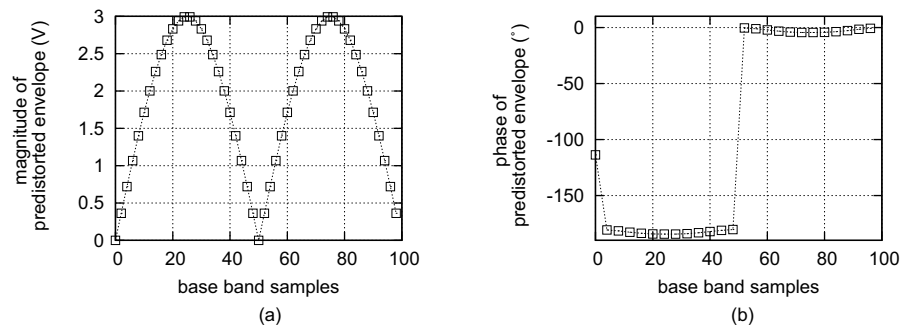 magnitude of
predistorted envelope (V)
3
2.5
2
1.5
1
0.5
0
0 20 40 60 80 100
base band samples
(a)
phase of
predistorted envelope (°)
0
-50
-100
-150
0 20 40 60 80 100
base band samples
(b)